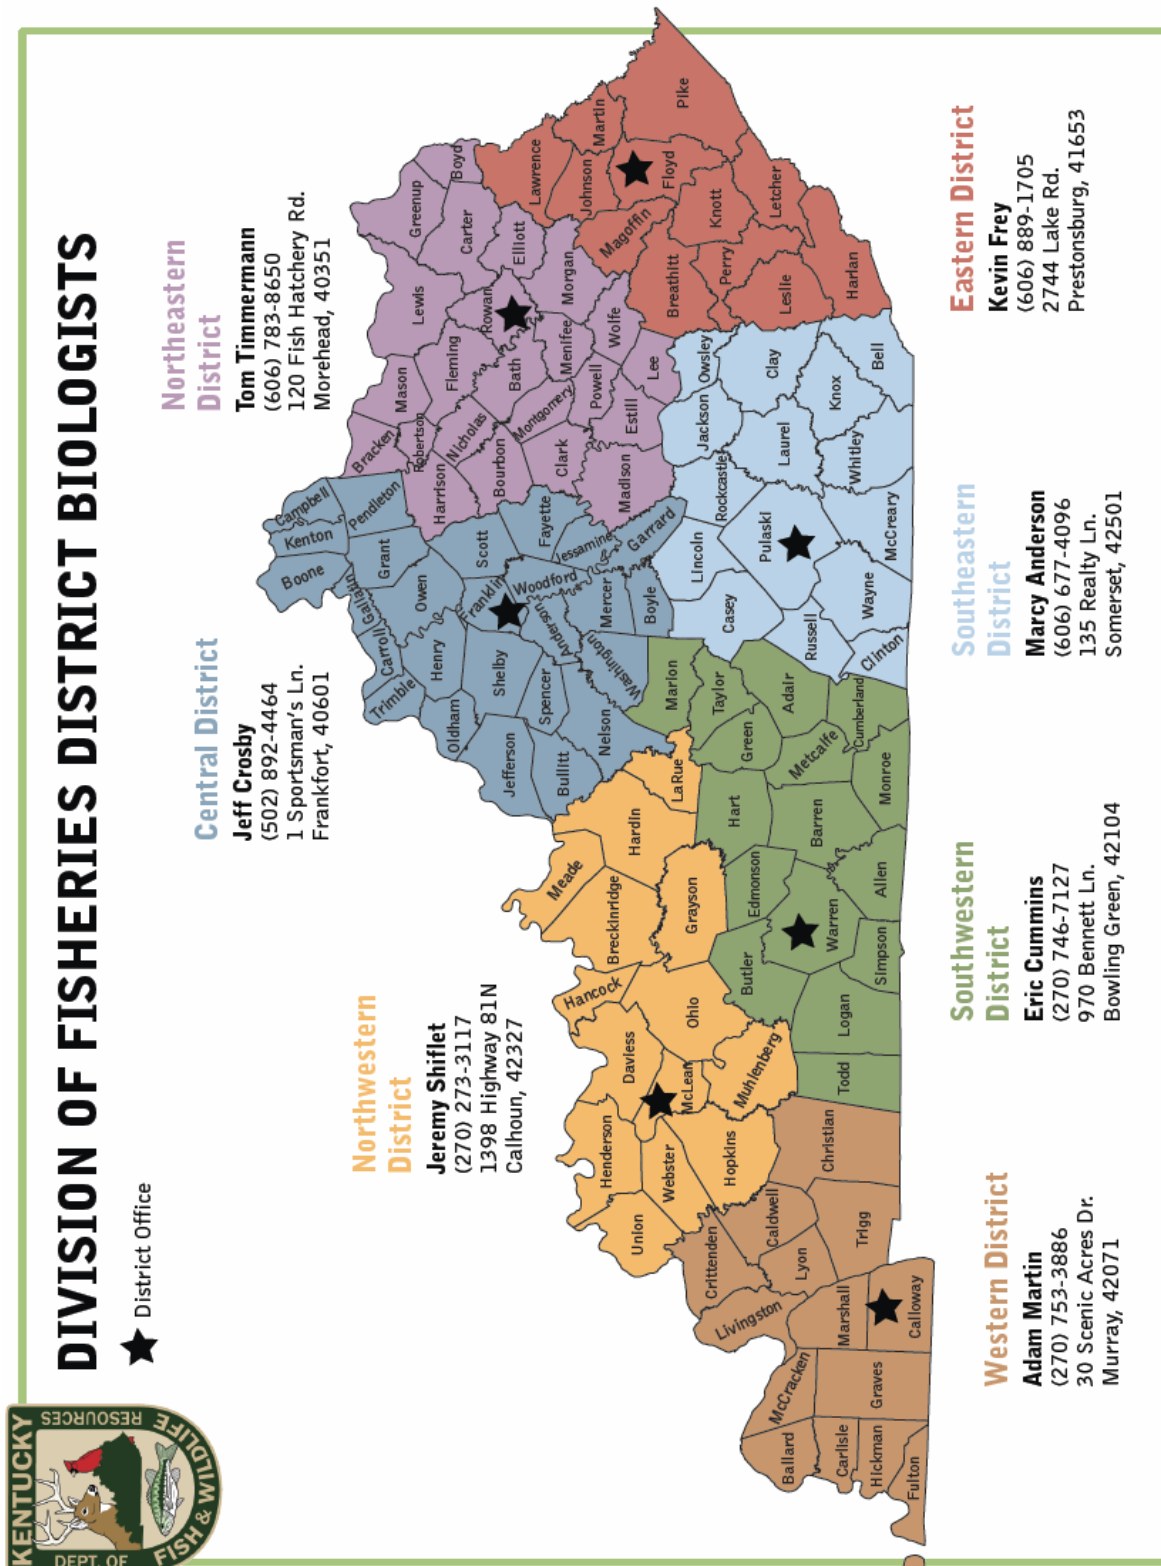 KENTUCKY
DEPT. OF
FISH & WILDLIFE
RESOURCES
DIVISION OF FISHERIES DISTRICT BIOLOGISTS
District Office
Northwestern
District
Jeremy Shiflet
(270) 273-3117
1398 Highway 81N
Calhoun, 42327
Central District
Jeff Crosby
(502) 892-4464
1 Sportsman's Ln.
Frankfort, 40601
Northeastern
District
Tom Timmermann
(606) 783-8650
120 Fish Hatchery Rd.
Morehead, 40351
Ballard
Carlisle
Hickman
Fulton
McCracken
Graves
Livingston
Marshall
Calloway
Crittenden
Lyon
Caldwell
Trigg
Christian
Union
Henderson
Webster
Hopkins
Daviess
McLean
Muhlenberg
Hancock
Ohio
Breckinridge
Meade
Grayson
Hardin
LaRue
Todd
Logan
Butler
Simpson
Warren
Edmonson
Allen
Barren
Hart
Monroe
Metcalfe
Green
Cumberland
Adair
Taylor
Marion
Jefferson
Bullitt
Oldham
Nelson
Spencer
Shelby
Trimble
Henry
Carroll
Gallatin
Owen
Franklin
Anderson
Washington
Mercer
Boyle
Woodford
Jessamine
Garrard
Fayette
Scott
Grant
Boone
Kenton
Campbell
Pendleton
Bracken
Robertson
Harrison
Mason
Nicholas
Bourbon
Fleming
Montgomery
Clark
Madison
Bath
Powell
Estill
Menifee
Lee
Wolfe
Lewis
Rowan
Morgan
Elliott
Carter
Greenup
Boyd
Casey
Lincoln
Russell
Clinton
Wayne
Pulaski
Rockcastle
McCreary
Whitley
Laurel
Jackson
Owsley
Clay
Knox
Bell
Lawrence
Johnson
Martin
Magoffin
Floyd
Pike
Breathitt
Knott
Perry
Letcher
Leslie
Harlan
Western District
Adam Martin
(270) 753-3886
30 Scenic Acres Dr.
Murray, 42071
Southwestern
District
Eric Cummins
(270) 746-7127
970 Bennett Ln.
Bowling Green, 42104
Southeastern
District
Marcy Anderson
(606) 677-4096
135 Realty Ln.
Somerset, 42501
Eastern District
Kevin Frey
(606) 889-1705
2744 Lake Rd.
Prestonsburg, 41653